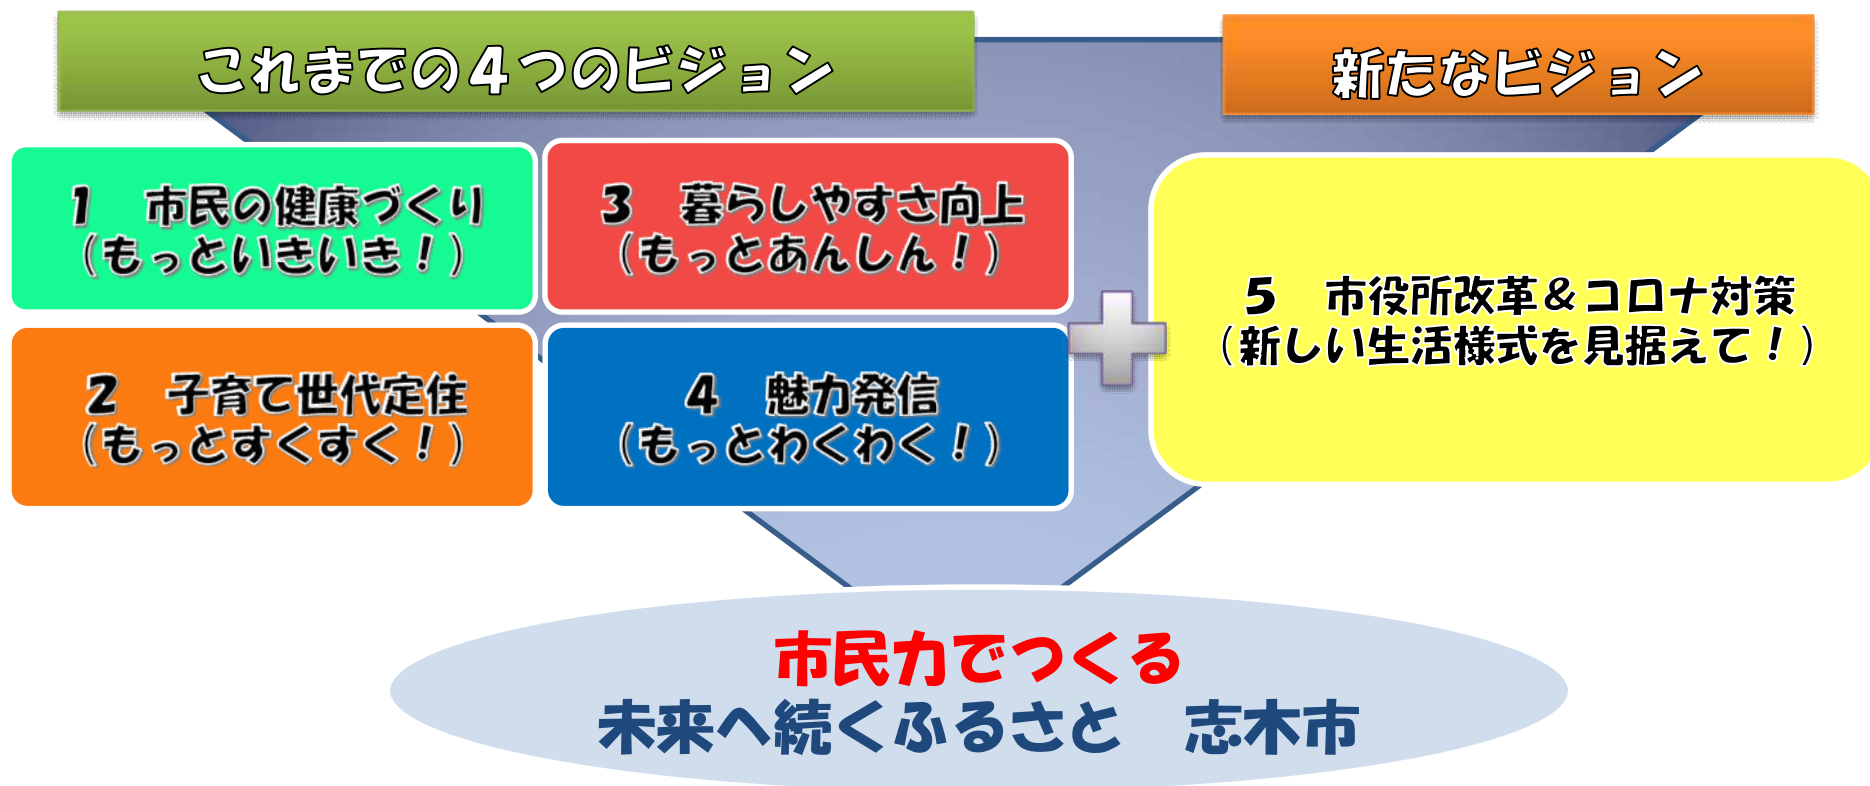 これまでの４つのビジョン
新たなビジョン
１　市民の健康づくり
（もっといきいき！）
２　子育て世代定住
（もっとすくすく！）
３　暮らしやすさ向上
（もっとあんしん！）
４　魅力発信
（もっとわくわく！）
５　市役所改革＆コロナ対策
（新しい生活様式を見据えて！）
市民力でつくる
未来へ続くふるさと　志木市